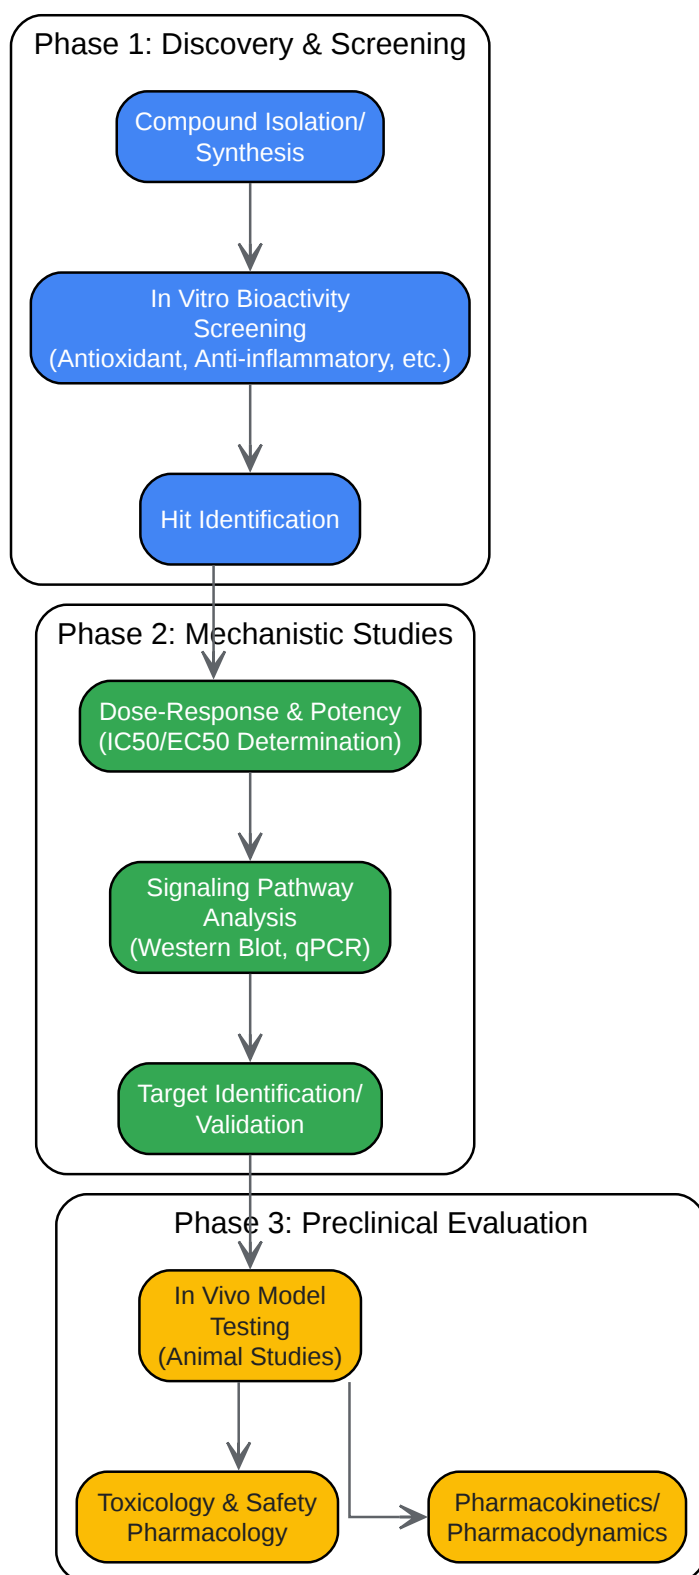 Phase 1: Discovery & Screening
Compound Isolation/
Synthesis
In Vitro Bioactivity
Screening
(Antioxidant, Anti-inflammatory, etc.)
Hit Identification
Phase 2: Mechanistic Studies
Dose-Response & Potency
(IC50/EC50 Determination)
Signaling Pathway
Analysis
(Western Blot, qPCR)
Target Identification/
Validation
Phase 3: Preclinical Evaluation
In Vivo Model
Testing
(Animal Studies)
Toxicology & Safety
Pharmacology
Pharmacokinetics/
Pharmacodynamics